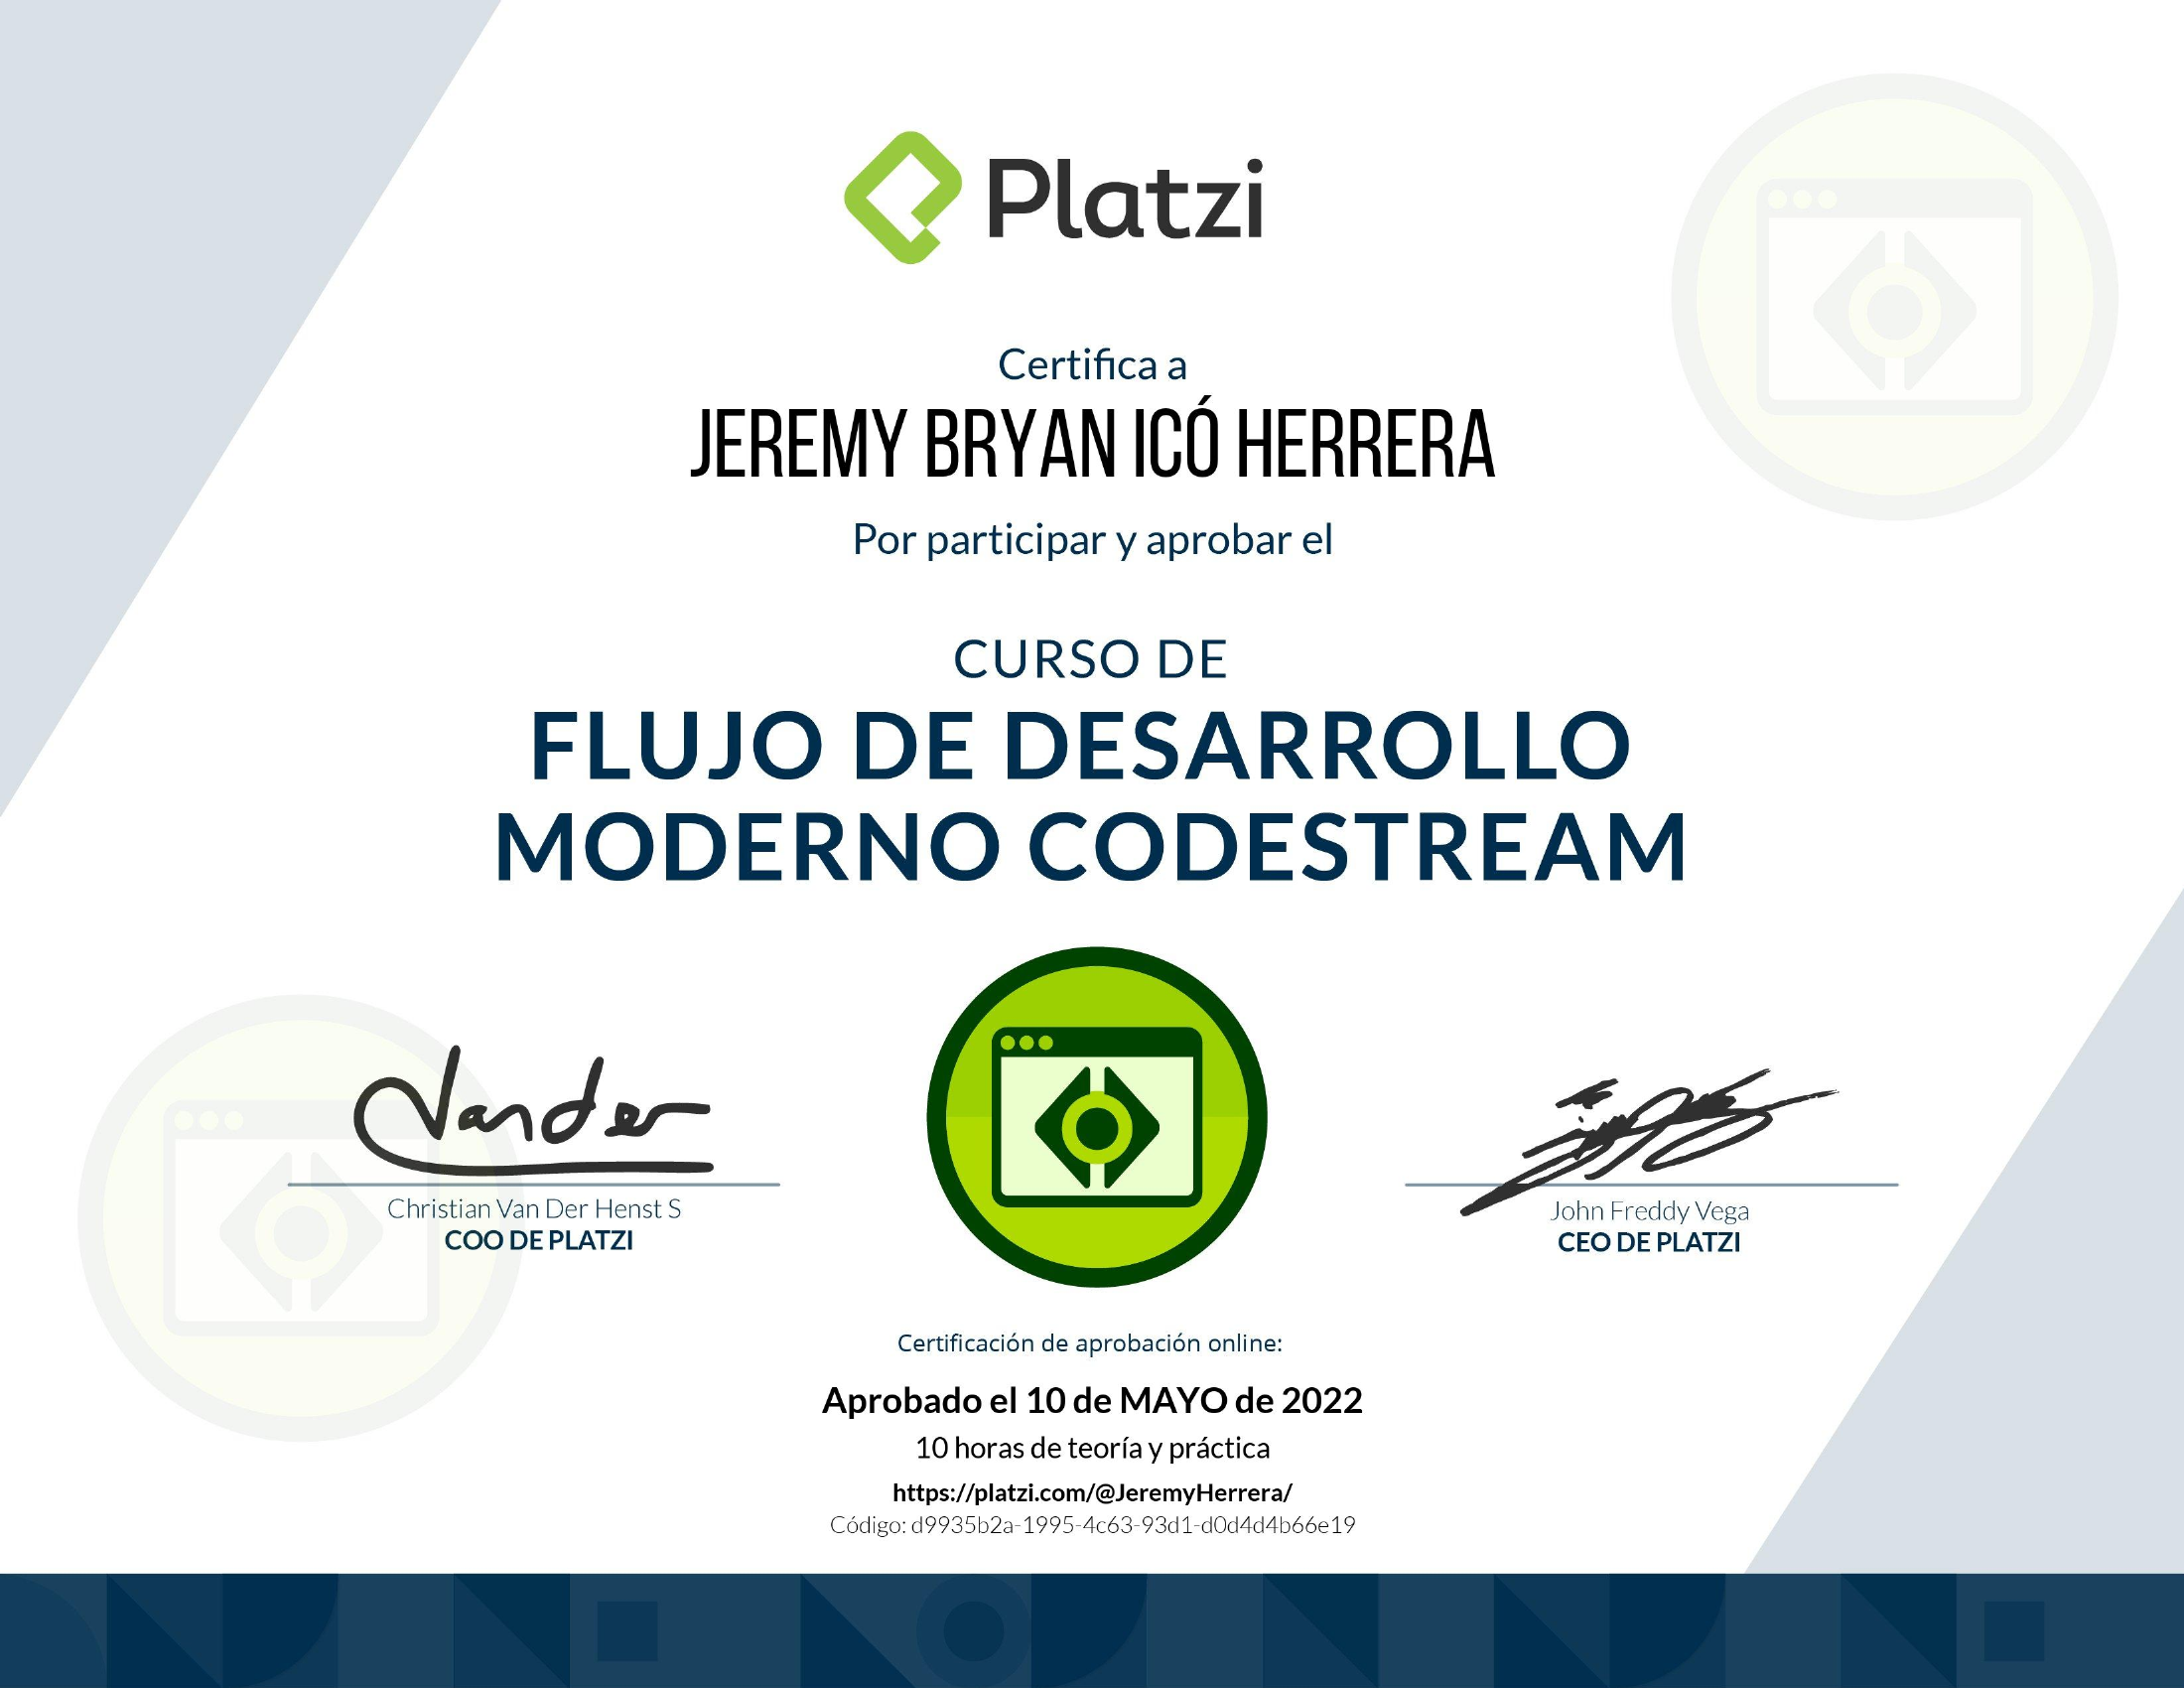 Platzi
Certifica a
JEREMY BRYAN ICÓ HERRERA
Por participar y aprobar el
CURSO DE
FLUJO DE DESARROLLO
MODERNO CODESTREAM
Vander
Christian Van Der Henst S
COO DE PLATZI
John Freddy Vega
CEO DE PLATZI
Certificación de aprobación online:
Aprobado el 10 de MAYO de 2022
10 horas de teoría y práctica
https://platzi.com/@JeremyHerrera/
Código: d9935b2a-1995-4c63-93d1-d0d4d4b66e19